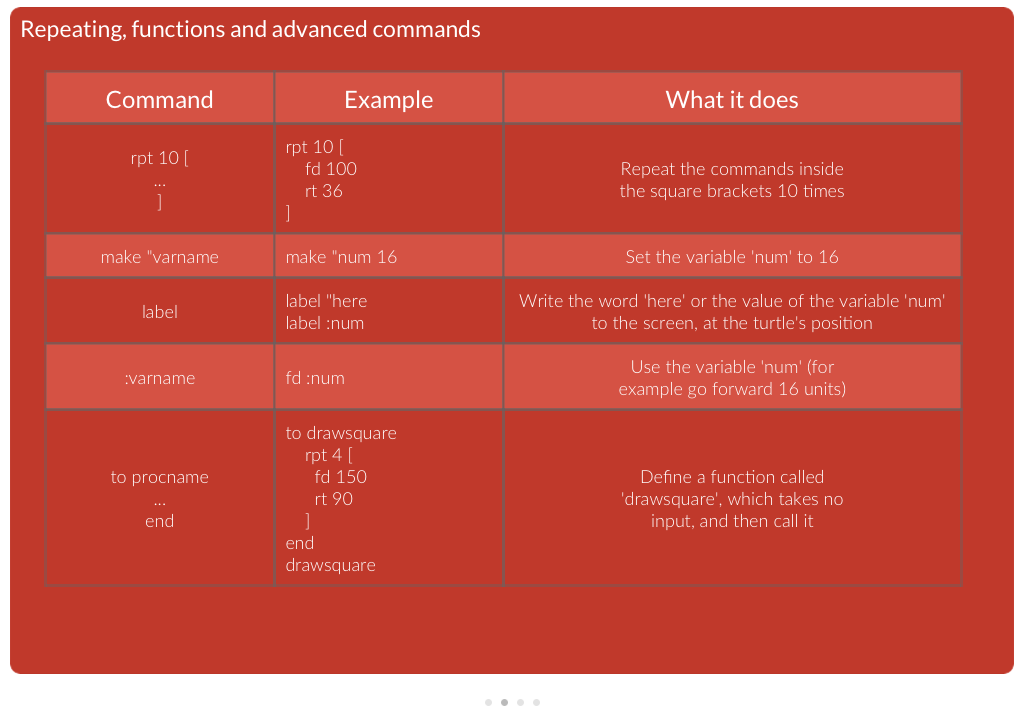 Repeating, functions and advanced commands
Command
Example
What it does
rpt 10 [
...
]
rpt 10 [
fd 100
rt 36
]
Repeat the commands inside
the square brackets 10 times
make "varname
make "num 16
Set the variable 'num' to 16
label
label "here
label :num
Write the word 'here' or the value of the variable 'num'
to the screen, at the turtle's position
:varname
fd :num
Use the variable 'num' (for
example go forward 16 units)
to procname
...
end
to drawsquare
rpt 4 [
fd 150
rt 90
]
end
drawsquare
Define a function called
'drawsquare', which takes no
input, and then call it